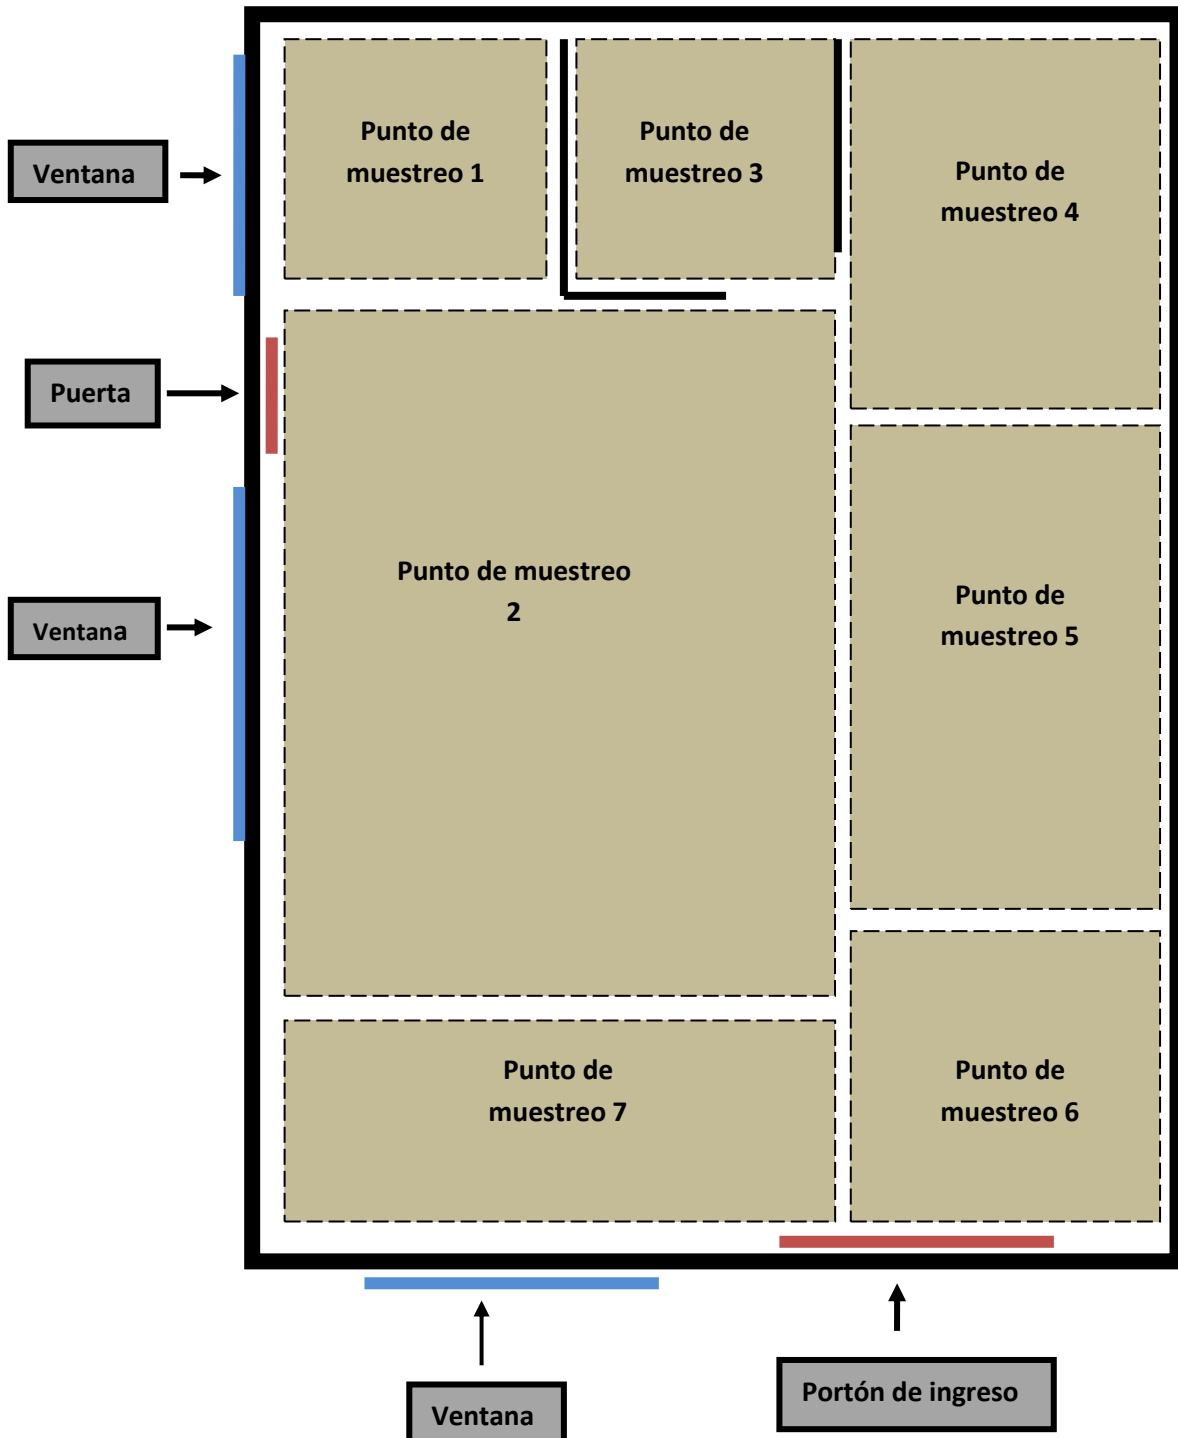 Punto de
muestreo 1
Punto de
muestreo 3
Punto de
muestreo 4
Ventana
Puerta
Punto de muestreo
2
Punto de
muestreo 5
Ventana
Punto de
muestreo 7
Punto de
muestreo 6
Portón de ingreso
Ventana